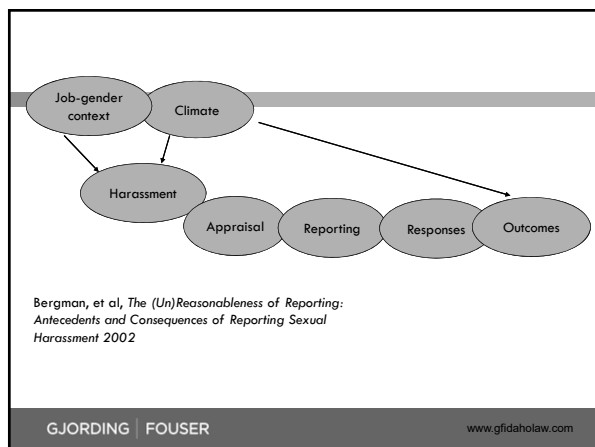 Job-gender
context
Climate
Harassment
Appraisal
Reporting
Responses
Outcomes
Bergman, et al, The (Un)Reasonableness of Reporting:
Antecedents and Consequences of Reporting Sexual
Harassment 2002
GJORDING | FOUSER
www.gfidaholaw.com